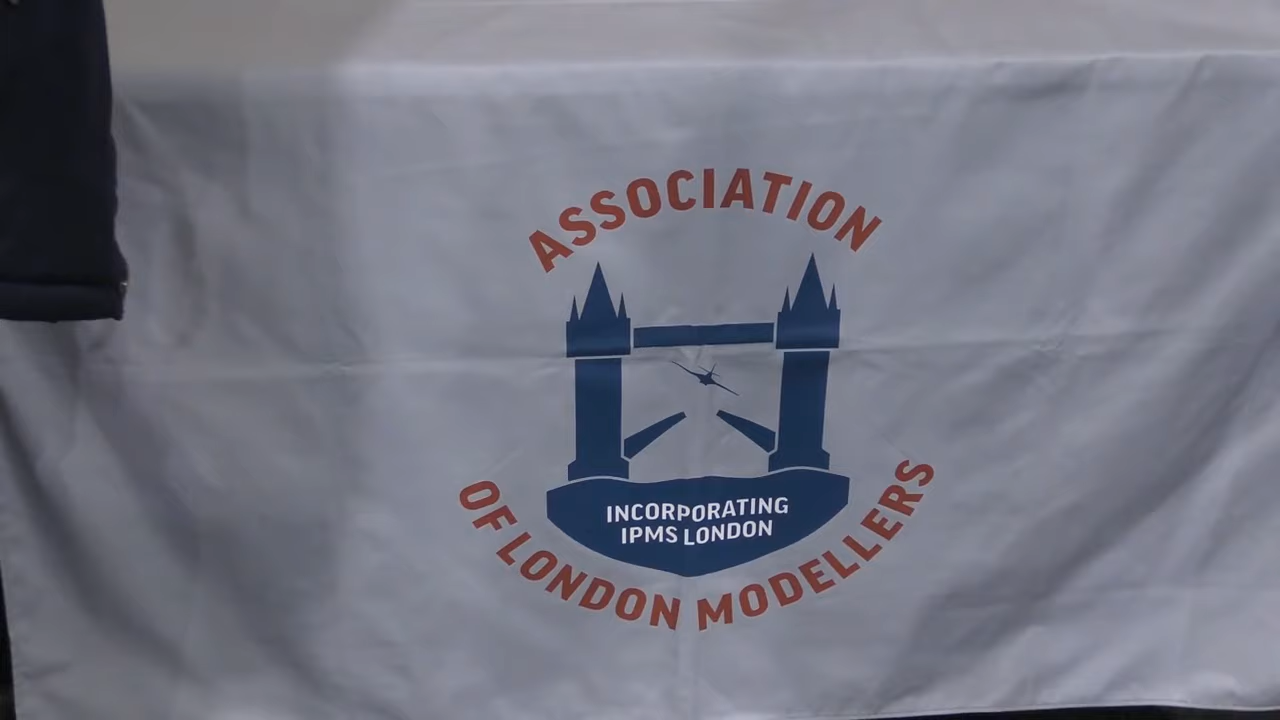 ASSOCIATION
INCORPORATING
IPMS LONDON
OF LONDON MODELLERS